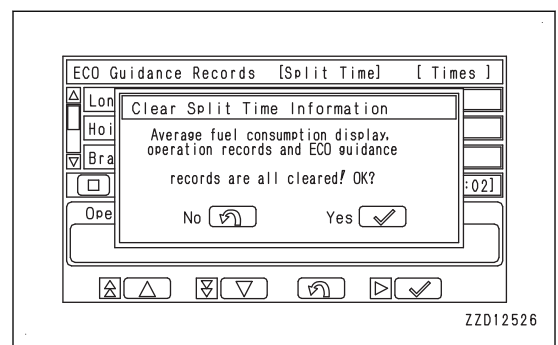 ECO Guidance Records [Split Time] [ Times ]
Lon
Clear Split Time Information
Hoi
Average fuel consumption display,
operation records and ECO guidance
Bra
records are all cleared! OK?
:02]
Ope
No Yes
ZZD12526